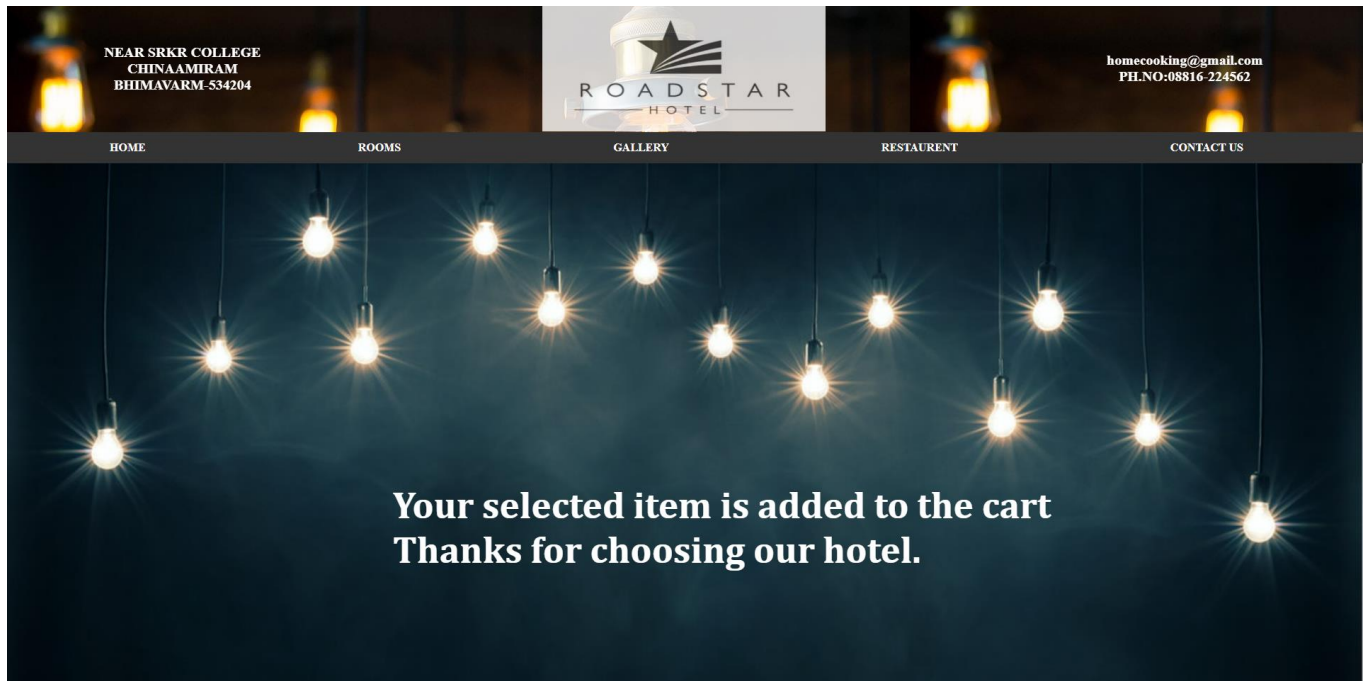 NEAR SRKR COLLEGE
CHINAAMIRAM
BHIMAVARM-534204
ROADSTAR
HOTEL
homecooking@gmail.com
PH.NO:08816-224562
HOME
ROOMS
GALLERY
RESTAURENT
CONTACT US
Your selected item is added to the cart
Thanks for choosing our hotel.